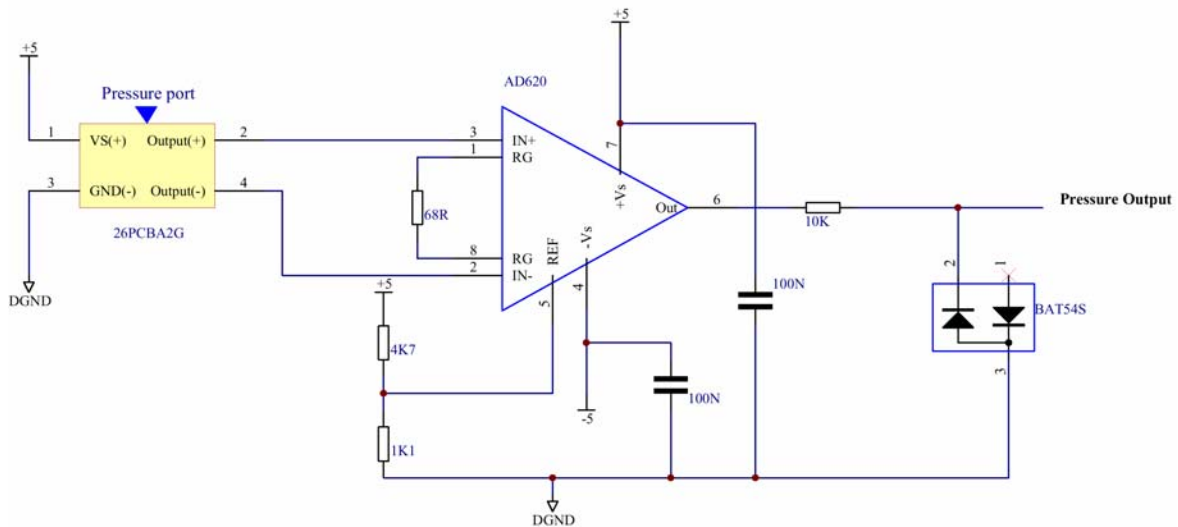 +5
AD620
+5
Pressure port
1 VS(+) Output(+) 2
3 GND(-) Output(-) 4
26PCBA2G
DGND
3 IN+
1 RG
68R
8 RG
2 IN-
REF
5
-Vs
4
+Vs
7
Out 6
10K
Pressure Output
+5
4K7
1K1
-5
100N
100N
2
1
BAT54S
3
DGND